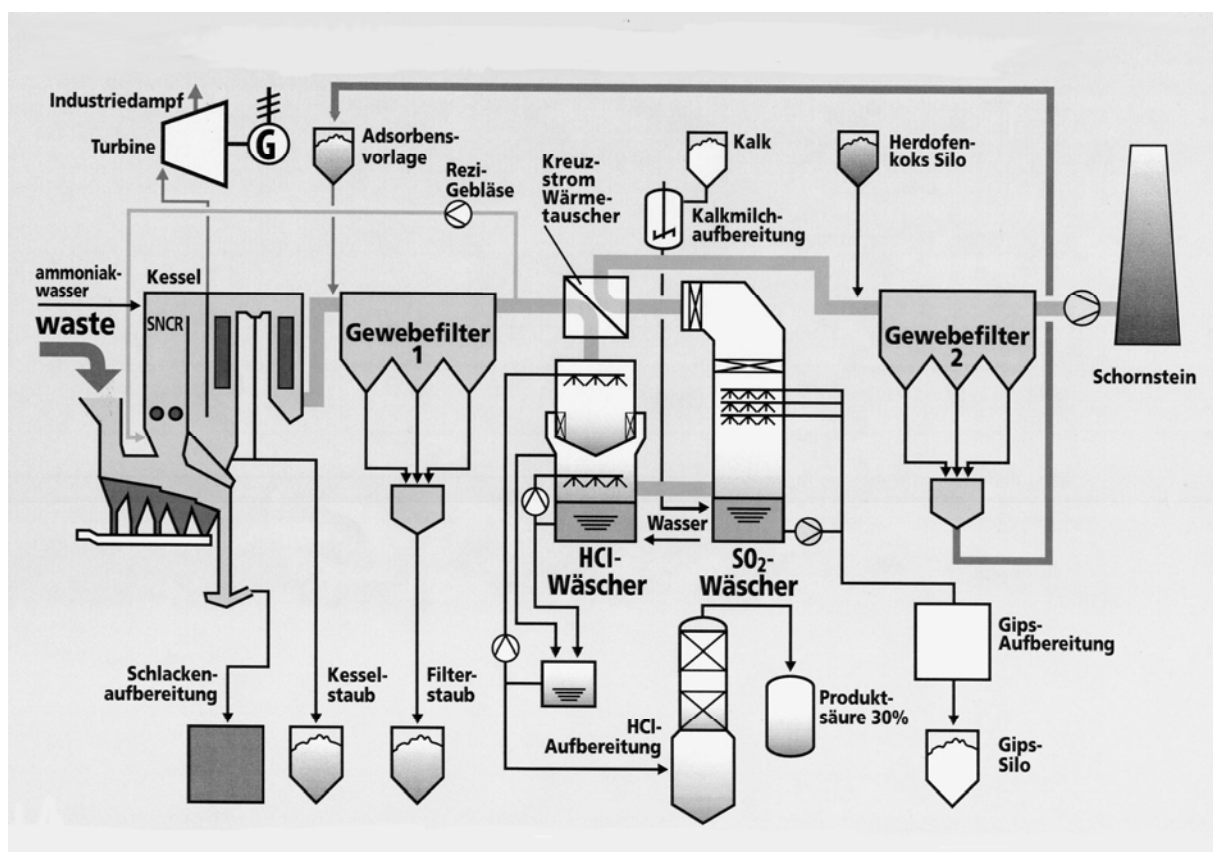 Industriedampf
Turbine
G
Adsorbens-
vorlage
Rezi-
Gebläse
Kreuz-
strom
Wärme-
tauscher
Kalk
Kalkmilch-
aufbereitung
Herdofen-
koks Silo
ammoniak-
wasser
Kessel
waste
SNCR
Gewebefilter
1
Gewebefilter
2
Schornstein
Wasser
HCl-
Wäscher
SO₂-
Wäscher
Gips-
Aufbereitung
Schlacken-
aufbereitung
Kessel-
staub
Filter-
staub
HCl-
Aufbereitung
Produkt-
säure 30%
Gips-
Silo